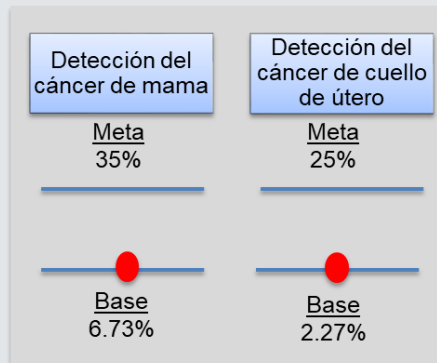 Detección del
cáncer de mama
Meta
35%
Base
6.73%
Detección del
cáncer de cuello
de útero
Meta
25%
Base
2.27%